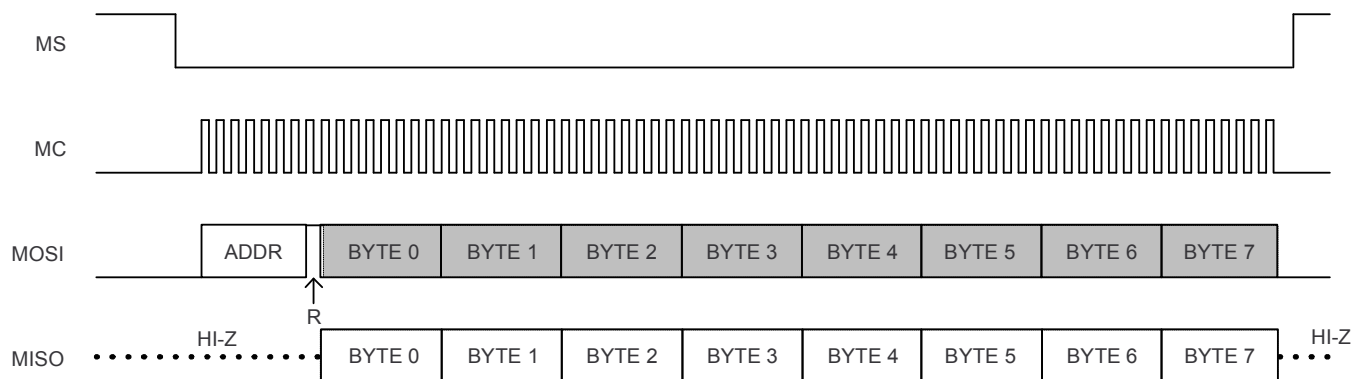 MS
MC
MOSI ADDR BYTE 0 BYTE 1 BYTE 2 BYTE 3 BYTE 4 BYTE 5 BYTE 6 BYTE 7
R
HI-Z HI-Z
MISO BYTE 0 BYTE 1 BYTE 2 BYTE 3 BYTE 4 BYTE 5 BYTE 6 BYTE 7